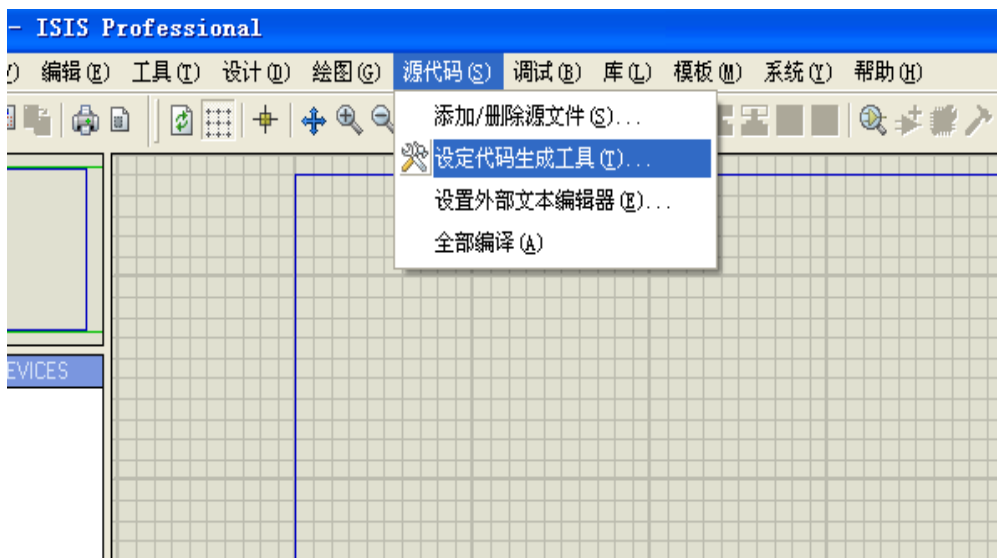 - ISIS Professional
编辑(E) 工具(T) 设计(D) 绘图(G) 源代码(S) 调试(B) 库(L) 模板(M) 系统(Y) 帮助(H)
添加/删除源文件(S)...
设定代码生成工具(T)...
设置外部文本编辑器(E)...
全部编译(A)
EVICES